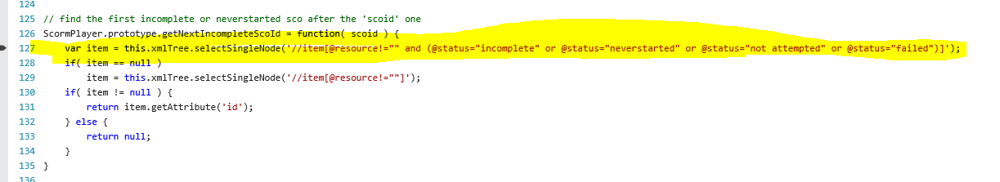 124
125 // find the first incomplete or neverstarted sco after the 'scoid' one
126 ScormPlayer.prototype.getNextIncompleteScoId = function( scoid ) {
127     var item = this.xmlTree.selectSingleNode('//item[@resource!="" and (@status="incomplete" or @status="neverstarted" or @status="not attempted" or @status="failed")]');
128     if( item == null )
129         item = this.xmlTree.selectSingleNode('//item[@resource!=""]');
130     if( item != null ) {
131         return item.getAttribute('id');
132     } else {
133         return null;
134     }
135 }
136